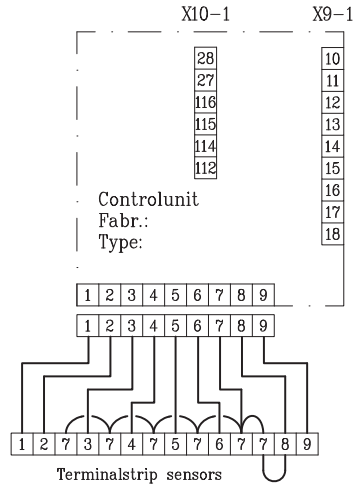 X10-1 X9-1
28 10
27 11
116 12
115 13
114 14
112 15
16
17
18
Controlunit
Fabr.:
Type:
1 2 3 4 5 6 7 8 9
1 2 3 4 5 6 7 8 9
1 2 7 3 7 4 7 5 7 6 7 7 8 9
Terminalstrip sensors